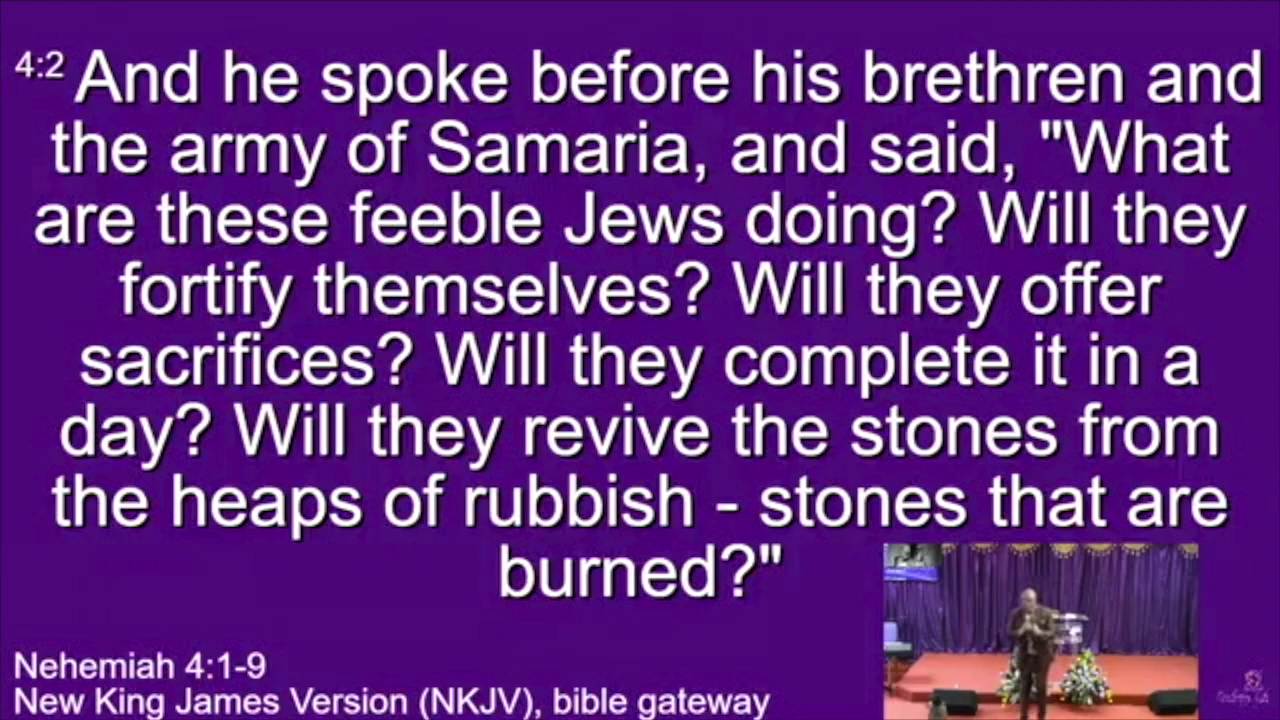 4:2 And he spoke before his brethren and
the army of Samaria, and said, "What
are these feeble Jews doing? Will they
fortify themselves? Will they offer
sacrifices? Will they complete it in a
day? Will they revive the stones from
the heaps of rubbish - stones that are
burned?"
Nehemiah 4:1-9
New King James Version (NKJV), bible gateway